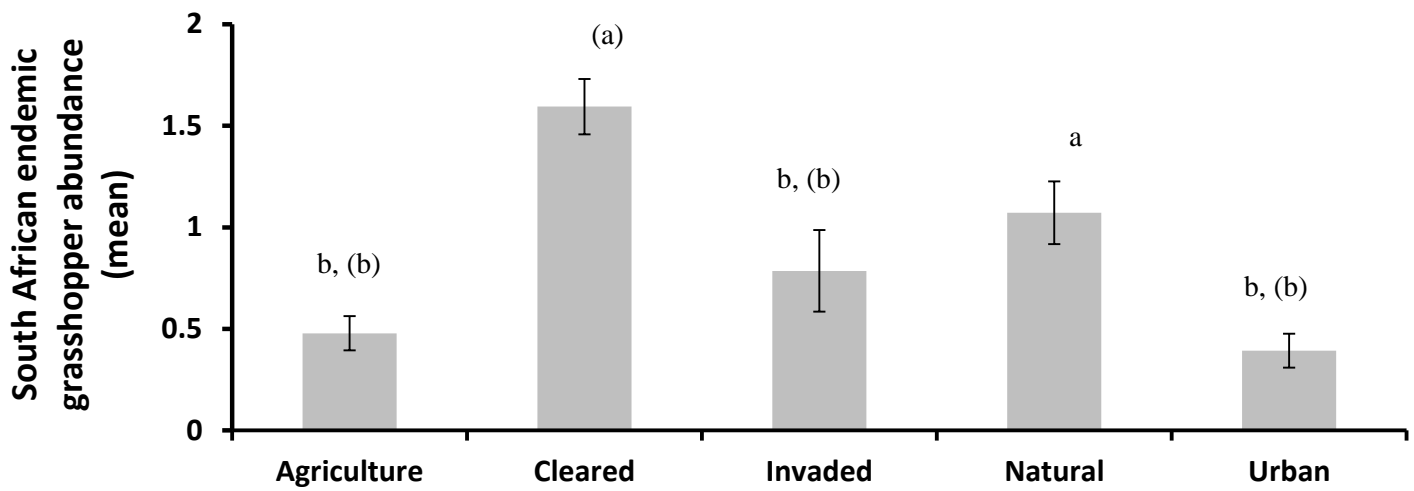 South African endemic
grasshopper abundance
(mean)
2
1.5
1
0.5
0
b, (b)
(a)
b, (b)
a
b, (b)
Agriculture
Cleared
Invaded
Natural
Urban